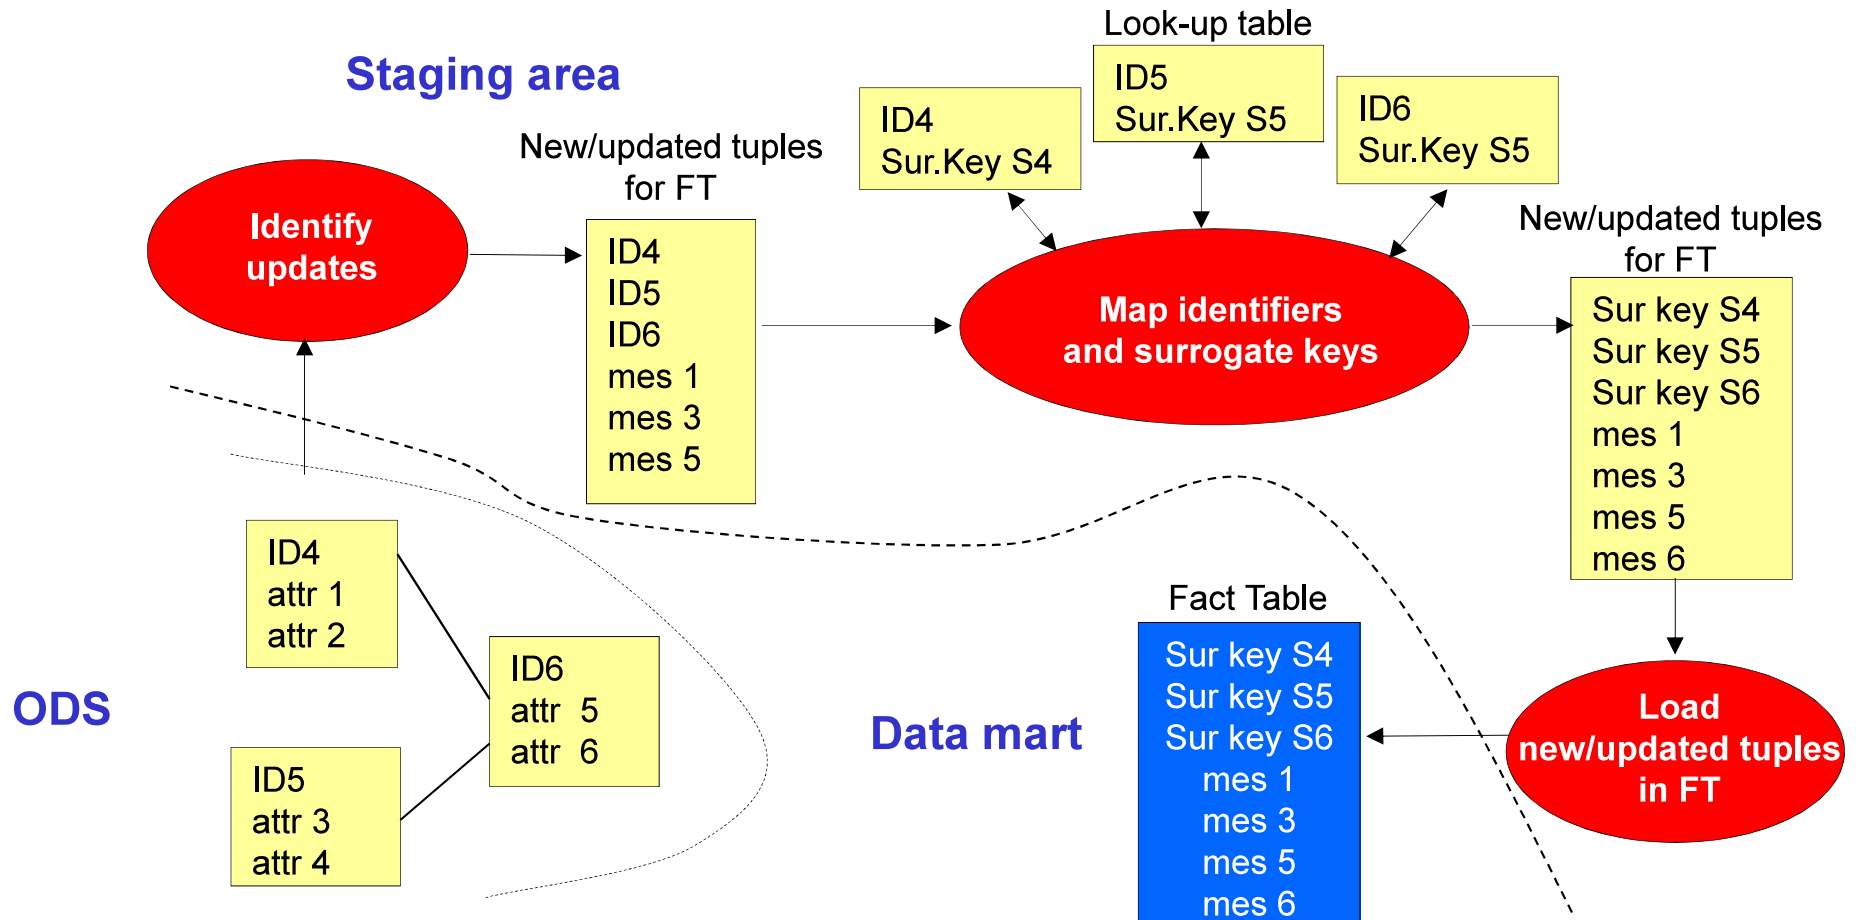 Staging area
Look-up table
ID4
Sur.Key S4
ID5
Sur.Key S5
ID6
Sur.Key S5
Identify
updates
New/updated tuples
for FT
ID4
ID5
ID6
mes 1
mes 3
mes 5
Map identifiers
and surrogate keys
New/updated tuples
for FT
Sur key S4
Sur key S5
Sur key S6
mes 1
mes 3
mes 5
mes 6
ODS
ID4
attr 1
attr 2
ID6
attr 5
attr 6
ID5
attr 3
attr 4
Data mart
Fact Table
Sur key S4
Sur key S5
Sur key S6
mes 1
mes 3
mes 5
mes 6
Load
new/updated tuples
in FT